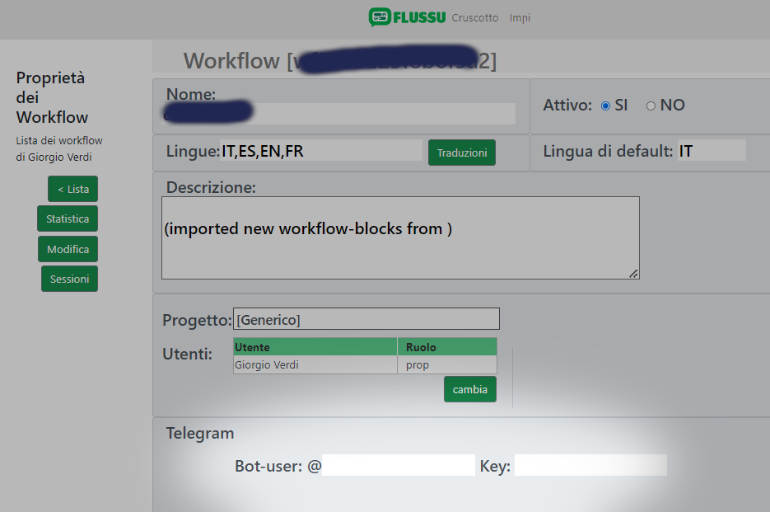 FLUSSU Cruscotto Impi
Proprietà
dei
Workflow
Lista dei workflow
di Giorgio Verdi
< Lista
Statistica
Modifica
Sessioni
Workflow [
2]
Nome:
Attivo: SI NO
Lingue: IT,ES,EN,FR Traduzioni
Lingua di default: IT
Descrizione:
(imported new workflow-blocks from )
Progetto: [Generico]
Utenti:
Utente Ruolo
Giorgio Verdi prop
cambia
Telegram
Bot-user: @ Key: